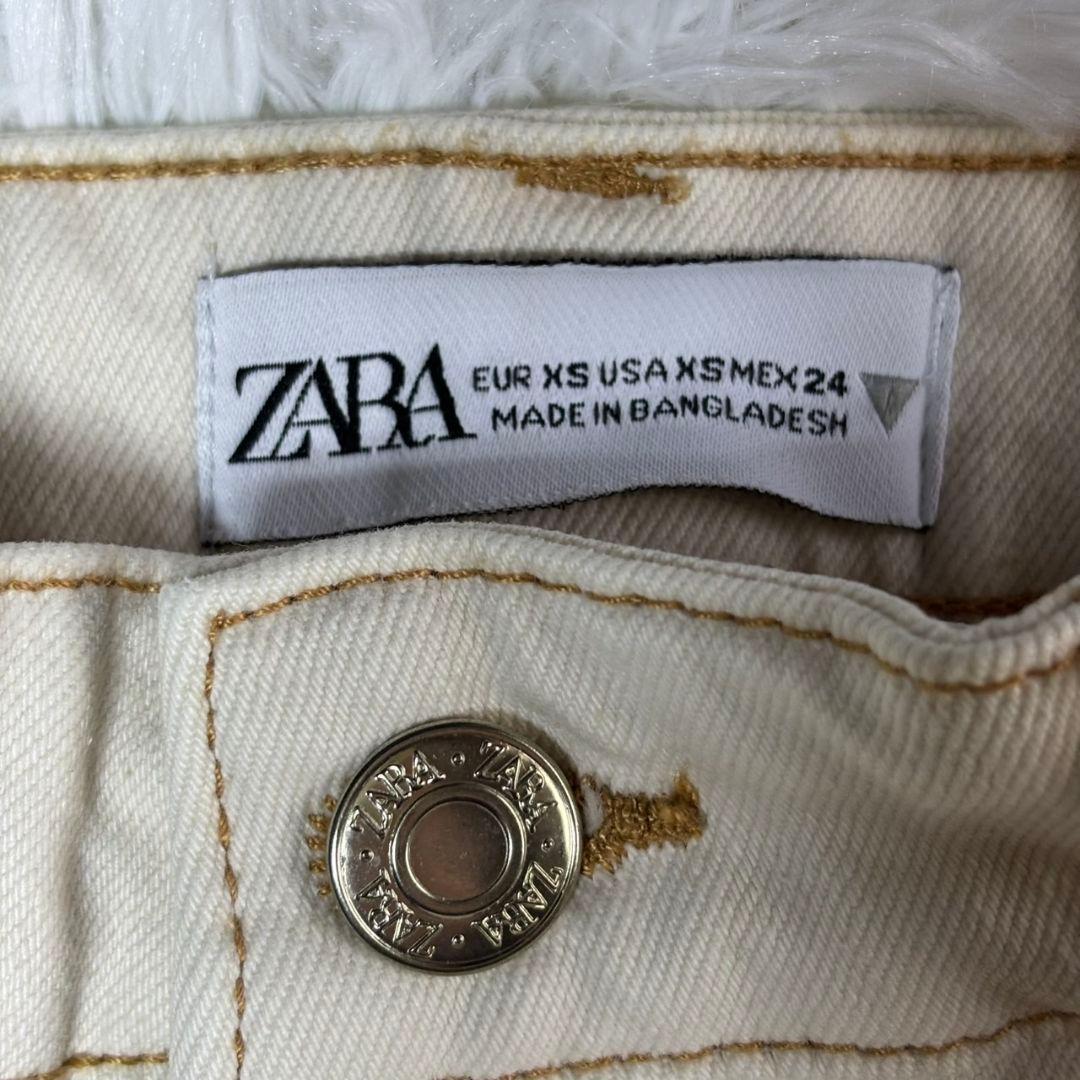 ZARA
EUR XS USA XS MEX 24
MADE IN BANGLADESH
ZARA · ZARA · ZARA · ZARA ·